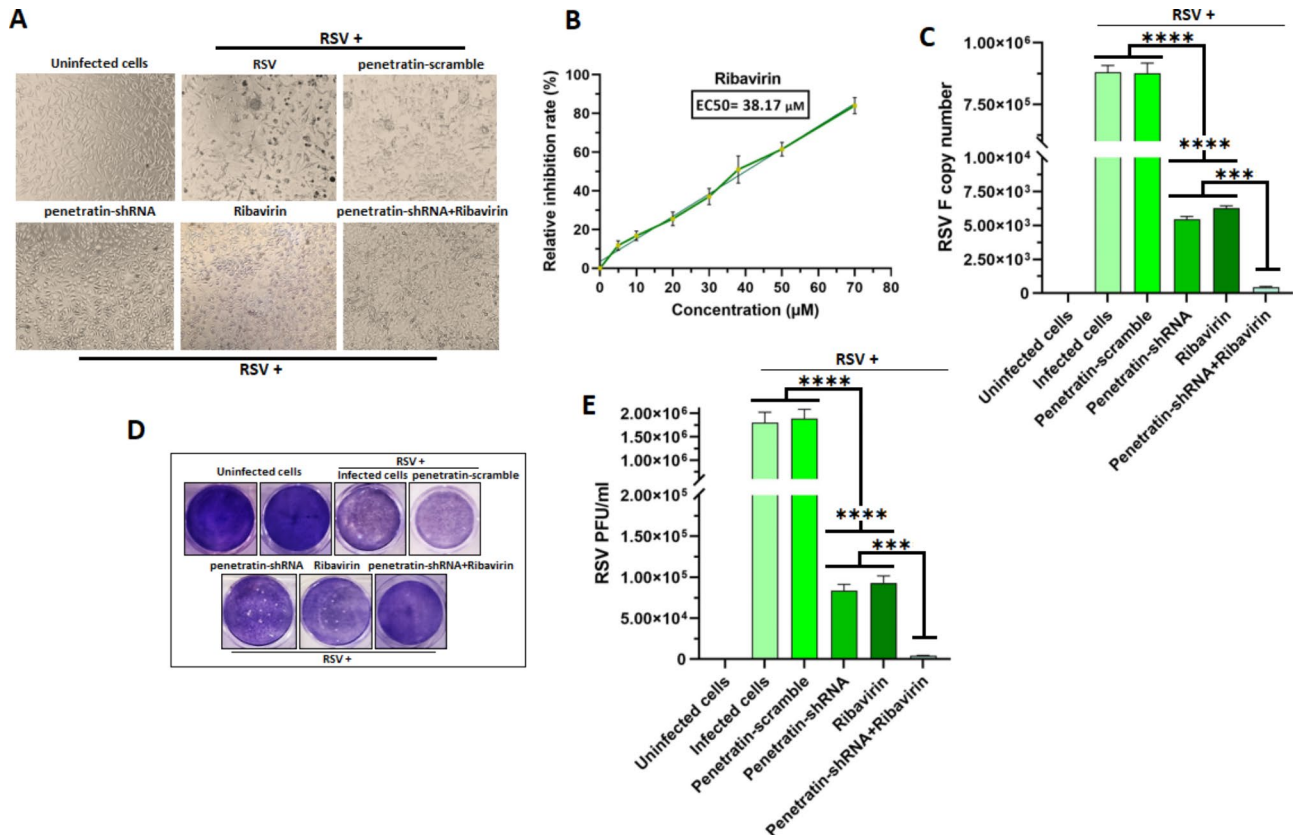 A
RSV +
Uninfected cells
RSV
penetratin-scramble
penetratin-shRNA
Ribavirin
penetratin-shRNA+Ribavirin
RSV +
B
Ribavirin
EC50= 38.17 µM
Relative inhibition rate (%)
100
80
60
40
20
0
0 10 20 30 40 50 60 70 80
Concentration (µM)
C
RSV +
****
****
***
RSV F copy number
1.00×10⁶
7.50×10⁵
1.00×10⁴
7.50×10³
5.00×10³
2.50×10³
0
Uninfected cells
Infected cells
Penetratin-scramble
Penetratin-shRNA
Ribavirin
Penetratin-shRNA+Ribavirin
D
Uninfected cells
RSV +
Infected cells
penetratin-scramble
penetratin-shRNA
Ribavirin
penetratin-shRNA+Ribavirin
RSV +
E
RSV +
****
****
***
RSV PFU/ml
2.00×10⁶
1.50×10⁶
1.00×10⁶
2.00×10⁵
1.50×10⁵
1.00×10⁵
5.00×10⁴
0
Uninfected cells
Infected cells
Penetratin-scramble
Penetratin-shRNA
Ribavirin
Penetratin-shRNA+Ribavirin